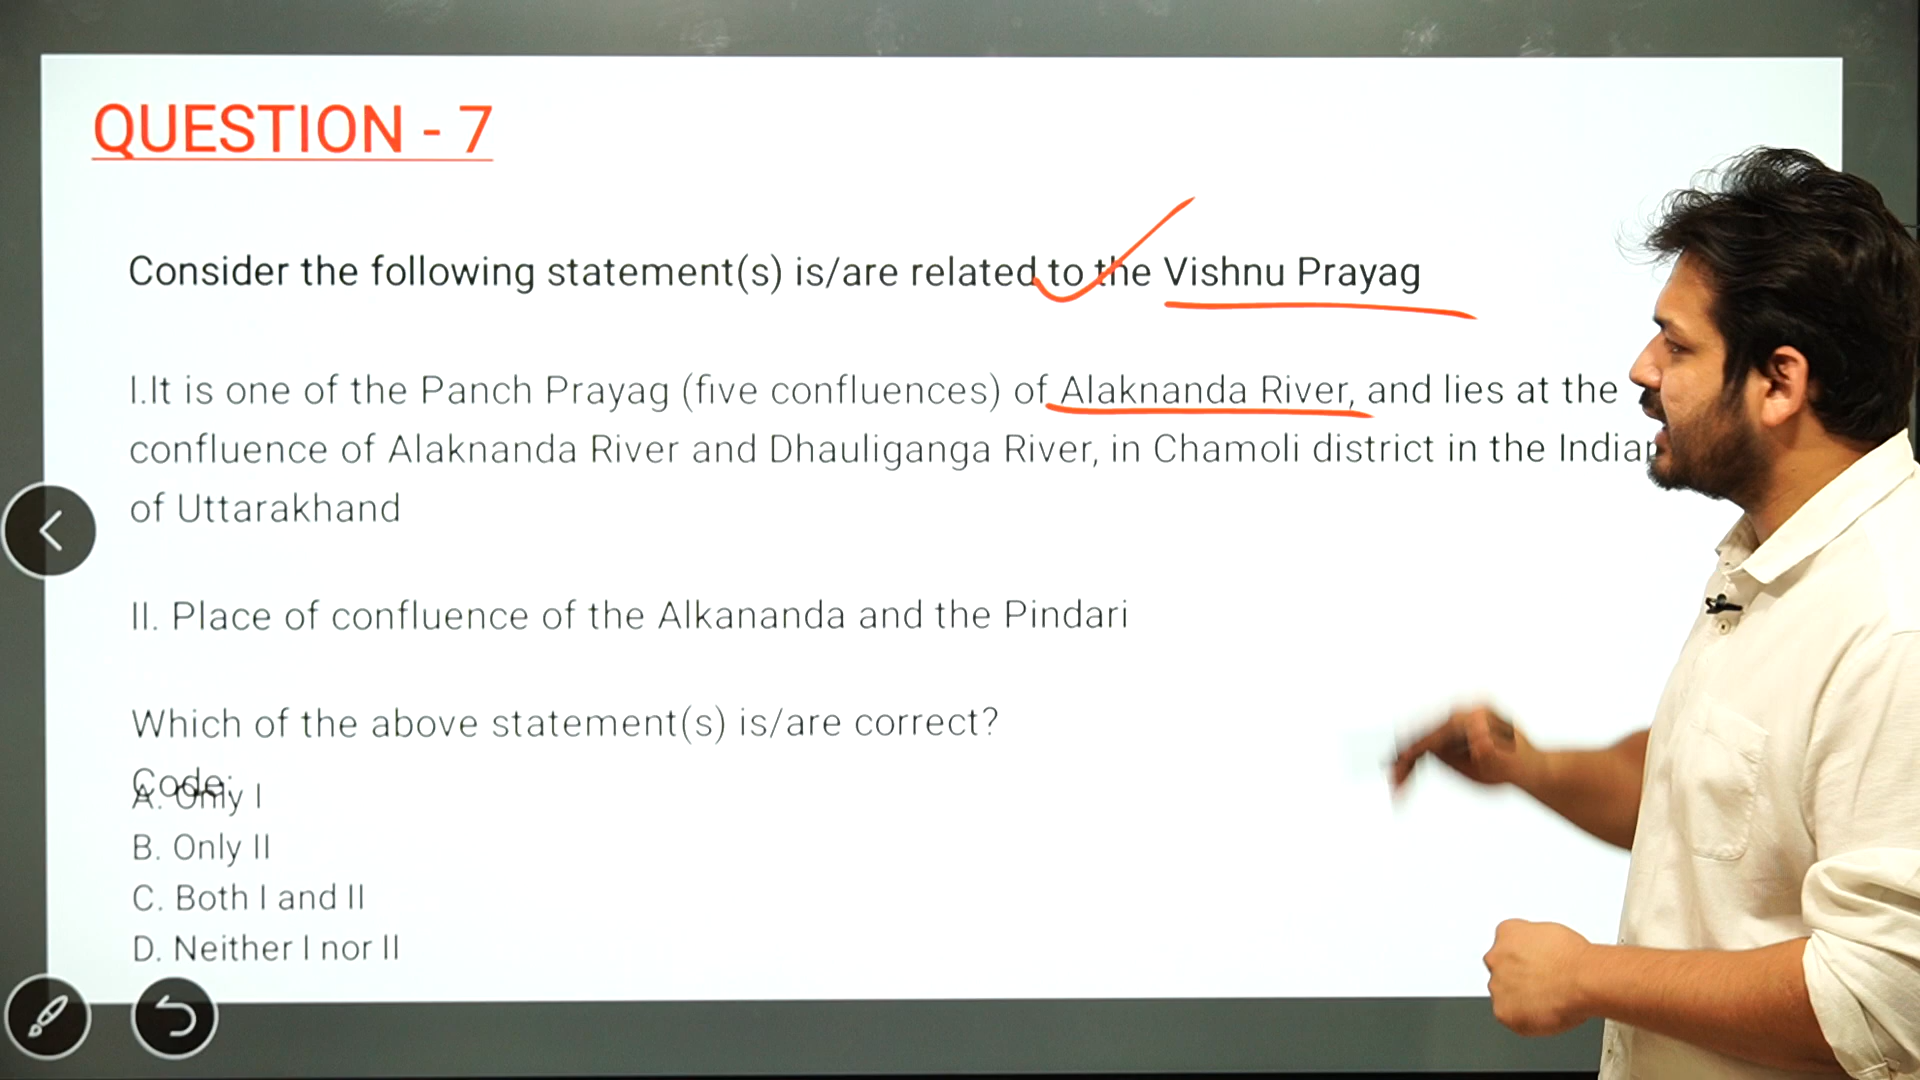 QUESTION - 7
Consider the following statement(s) is/are related to the Vishnu Prayag
I.It is one of the Panch Prayag (five confluences) of Alaknanda River, and lies at the
confluence of Alaknanda River and Dhauliganga River, in Chamoli district in the Indian
of Uttarakhand
II. Place of confluence of the Alkananda and the Pindari
Which of the above statement(s) is/are correct?
Code:
A. Only I
B. Only II
C. Both I and II
D. Neither I nor II